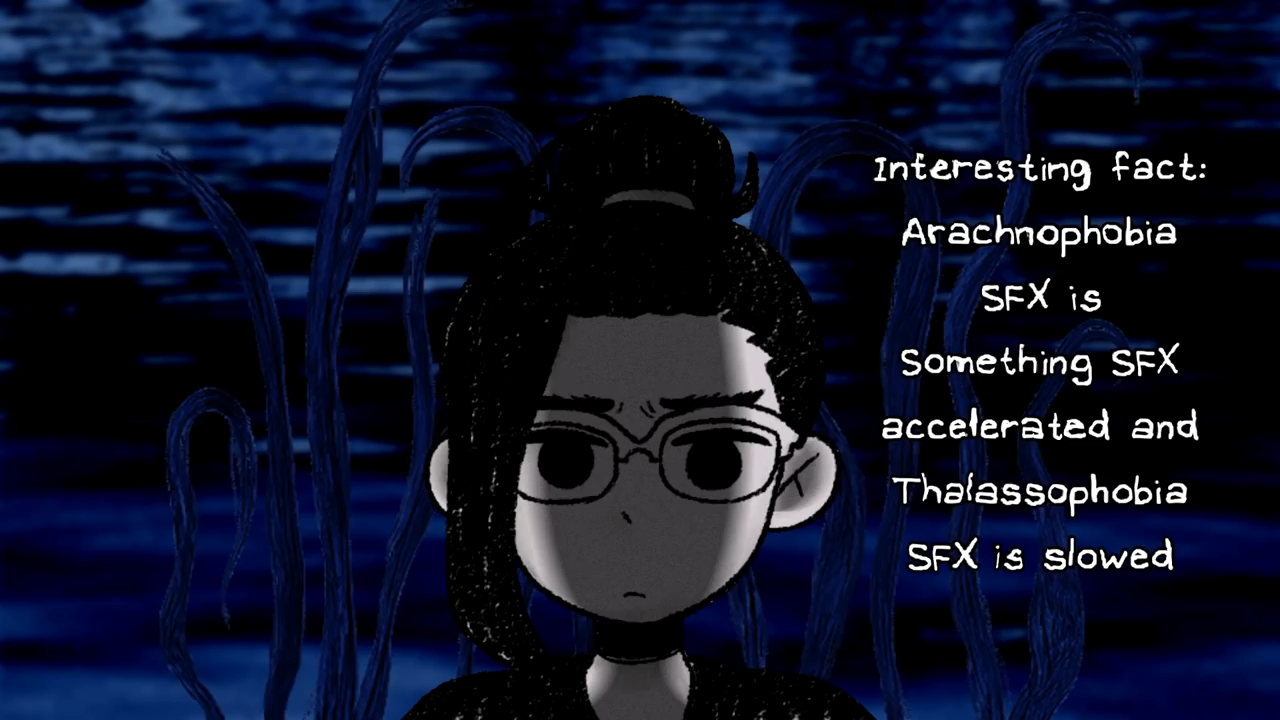 Interesting fact:
Arachnophobia
SFX is
Something SFX
accelerated and
Thalassophobia
SFX is slowed